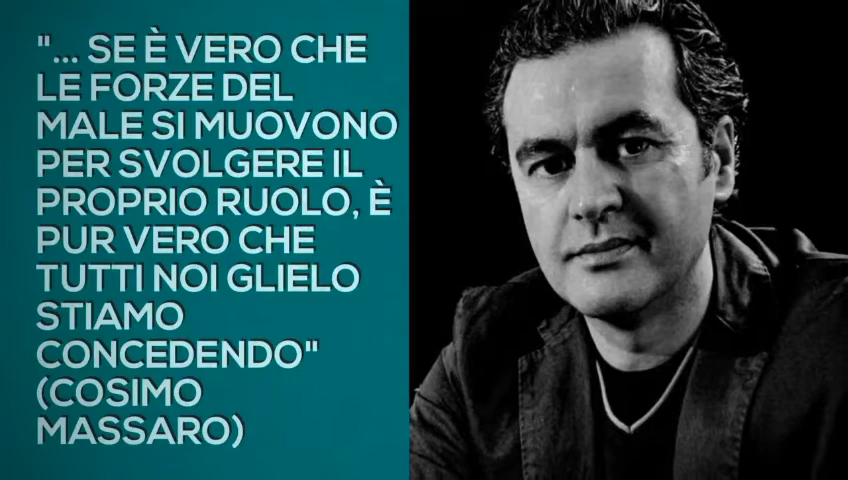 "... SE È VERO CHE
LE FORZE DEL
MALE SI MUOVONO
PER SVOLGERE IL
PROPRIO RUOLO, È
PUR VERO CHE
TUTTI NOI GLIELO
STIAMO
CONCEDENDO"
(COSIMO
MASSARO)